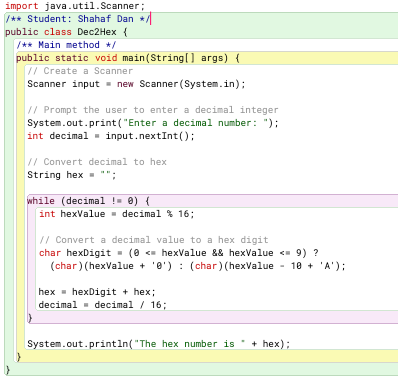 import java.util.Scanner;
/** Student: Shahaf Dan */
public class Dec2Hex {
/** Main method */
public static void main(String[] args) {
// Create a Scanner
Scanner input = new Scanner(System.in);
// Prompt the user to enter a decimal integer
System.out.print("Enter a decimal number: ");
int decimal = input.nextInt();
// Convert decimal to hex
String hex = "";
while (decimal != 0) {
int hexValue = decimal % 16;
// Convert a decimal value to a hex digit
char hexDigit = (0 <= hexValue && hexValue <= 9) ?
(char)(hexValue + '0') : (char)(hexValue - 10 + 'A');
hex = hexDigit + hex;
decimal = decimal / 16;
}
System.out.println("The hex number is " + hex);
}
}